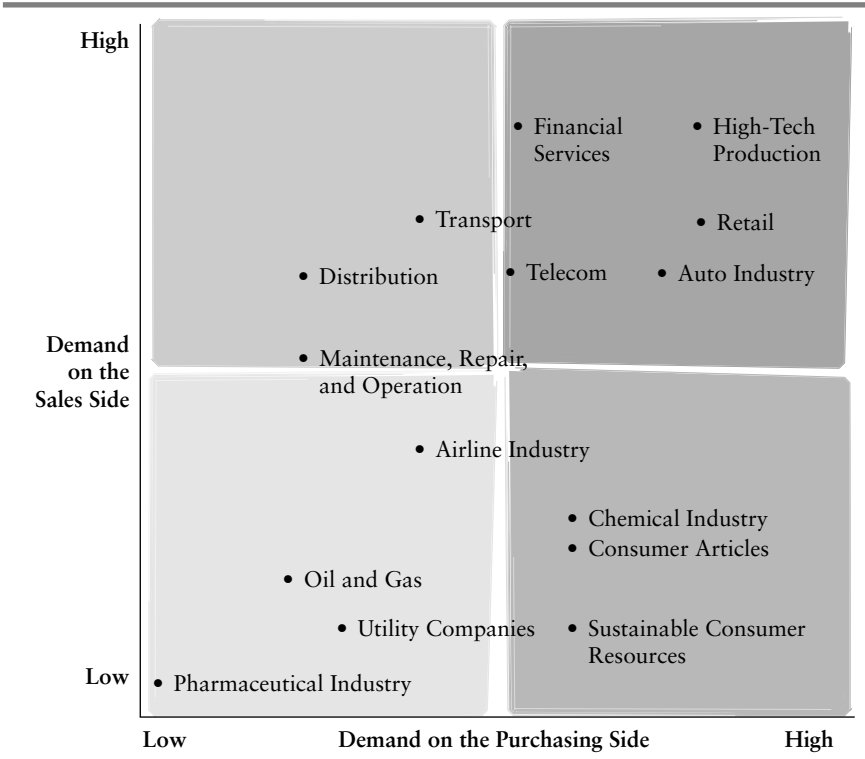 High
• Financial
Services
• High-Tech
Production
• Transport
• Retail
• Distribution
• Telecom
• Auto Industry
Demand
on the
Sales Side
• Maintenance, Repair,
and Operation
• Airline Industry
• Chemical Industry
• Consumer Articles
• Oil and Gas
• Utility Companies
• Sustainable Consumer
Resources
Low
• Pharmaceutical Industry
Low
Demand on the Purchasing Side
High